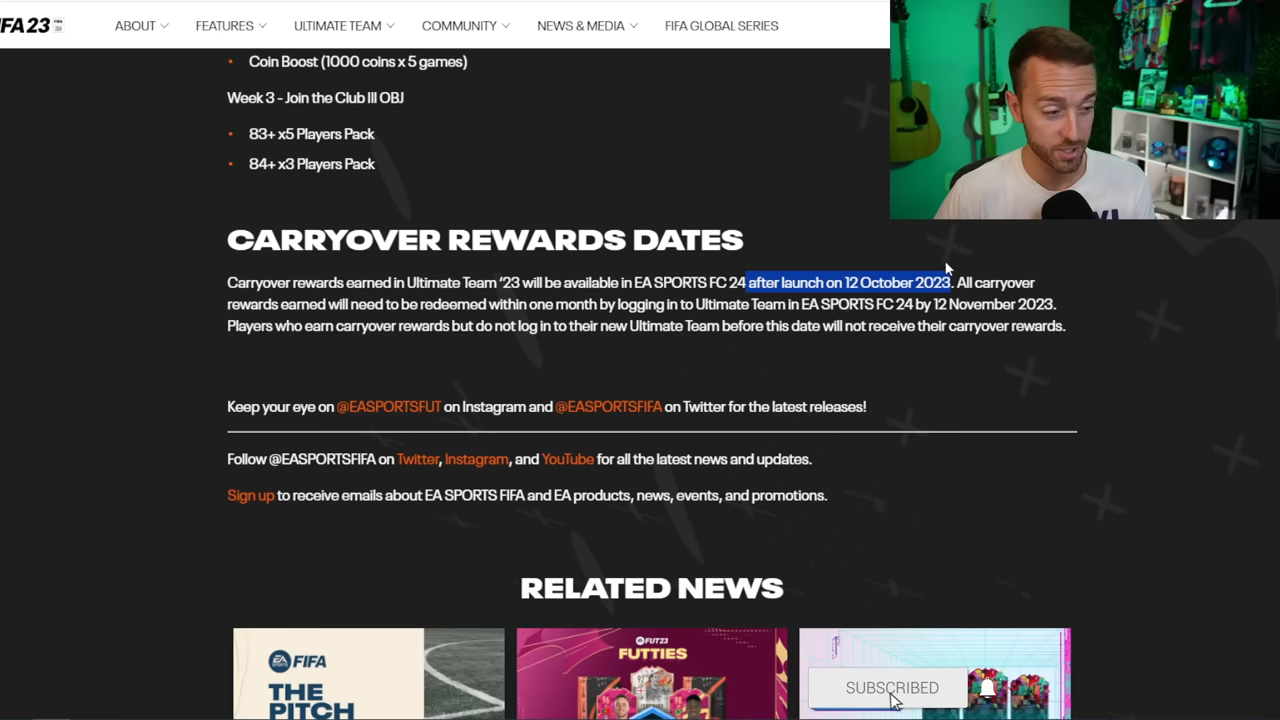 FA 23
ABOUT FEATURES ULTIMATE TEAM COMMUNITY NEWS & MEDIA FIFA GLOBAL SERIES
Coin Boost (1000 coins x 5 games)
Week 3 - Join the Club III OBJ
83+ x5 Players Pack
84+ x3 Players Pack
CARRYOVER REWARDS DATES
Carryover rewards earned in Ultimate Team '23 will be available in EA SPORTS FC 24 after launch on 12 October 2023. All carryover
rewards earned will need to be redeemed within one month by logging in to Ultimate Team in EA SPORTS FC 24 by 12 November 2023.
Players who earn carryover rewards but do not log in to their new Ultimate Team before this date will not receive their carryover rewards.
Keep your eye on @EASPORTSFUT on Instagram and @EASPORTSFIFA on Twitter for the latest releases!
Follow @EASPORTSFIFA on Twitter, Instagram, and YouTube for all the latest news and updates.
Sign up to receive emails about EA SPORTS FIFA and EA products, news, events, and promotions.
RELATED NEWS
EA SPORTS FIFA
THE
PITCH
FUT23
FUTTIES
SUBSCRIBED